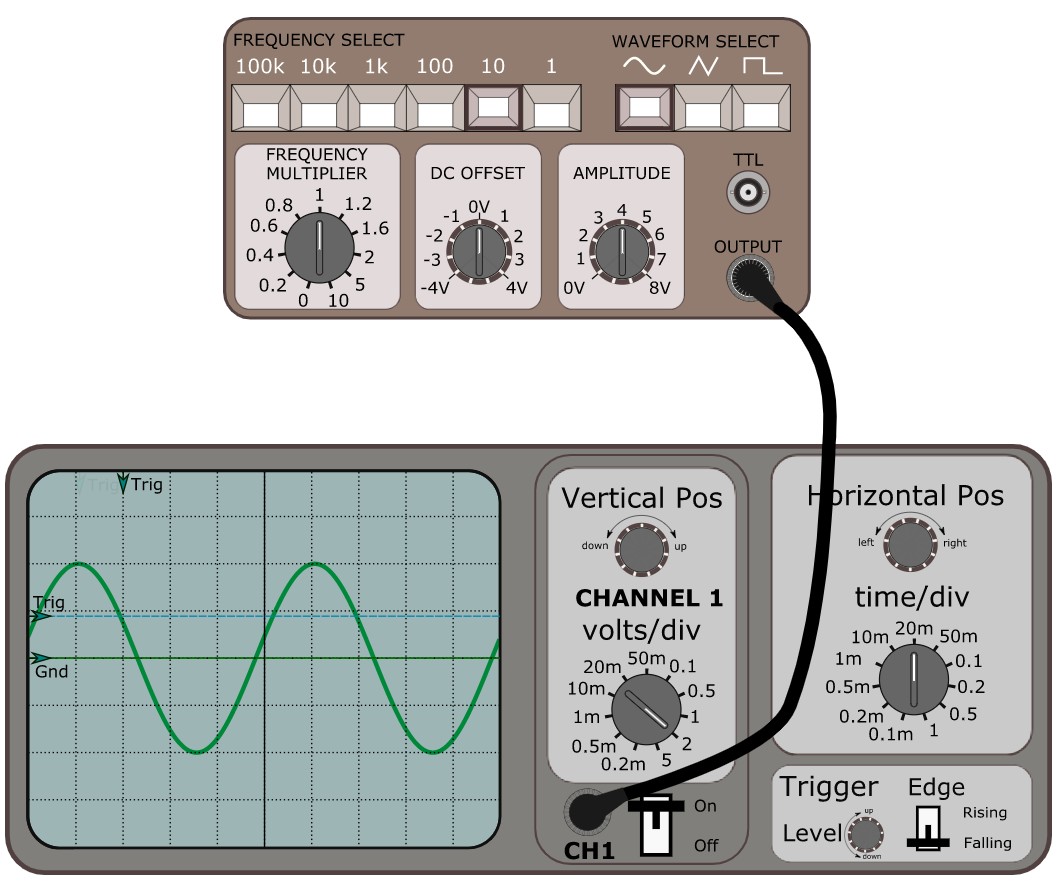 FREQUENCY SELECT
100k 10k 1k 100 10 1
WAVEFORM SELECT
FREQUENCY
MULTIPLIER
0 0.2 0.4 0.6 0.8 1 1.2 1.6 2 5 10
DC OFFSET
-4V -3 -2 -1 0V 1 2 3 4V
AMPLITUDE
0V 1 2 3 4 5 6 7 8V
TTL
OUTPUT
Trig Trig
Trig
Gnd
Vertical Pos
down up
CHANNEL 1
volts/div
0.2m 0.5m 1m 10m 20m 50m 0.1 0.5 1 2 5
CH1
On
Off
Horizontal Pos
left right
time/div
0.1m 0.2m 0.5m 1m 10m 20m 50m 0.1 0.2 0.5 1
Trigger
Level
up
down
Edge
Rising
Falling